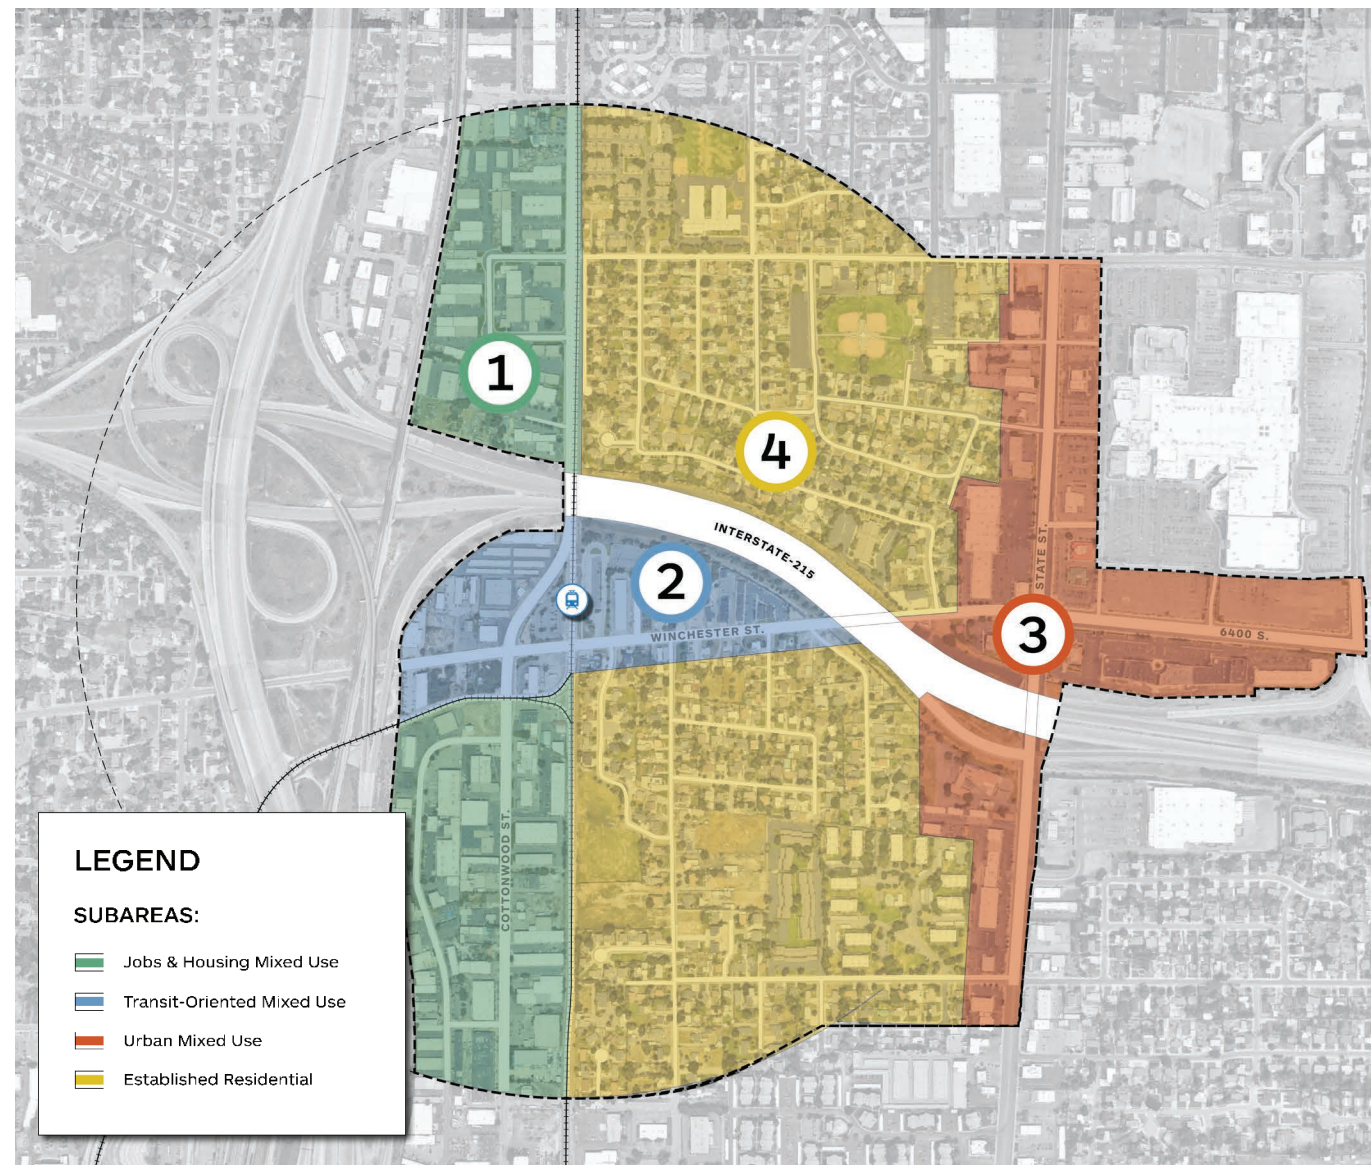 1
4
INTERSTATE-215
2
STATE ST.
WINCHESTER ST.
3
6400 S.
COTTONWOOD ST.
LEGEND
SUBAREAS:
Jobs & Housing Mixed Use
Transit-Oriented Mixed Use
Urban Mixed Use
Established Residential